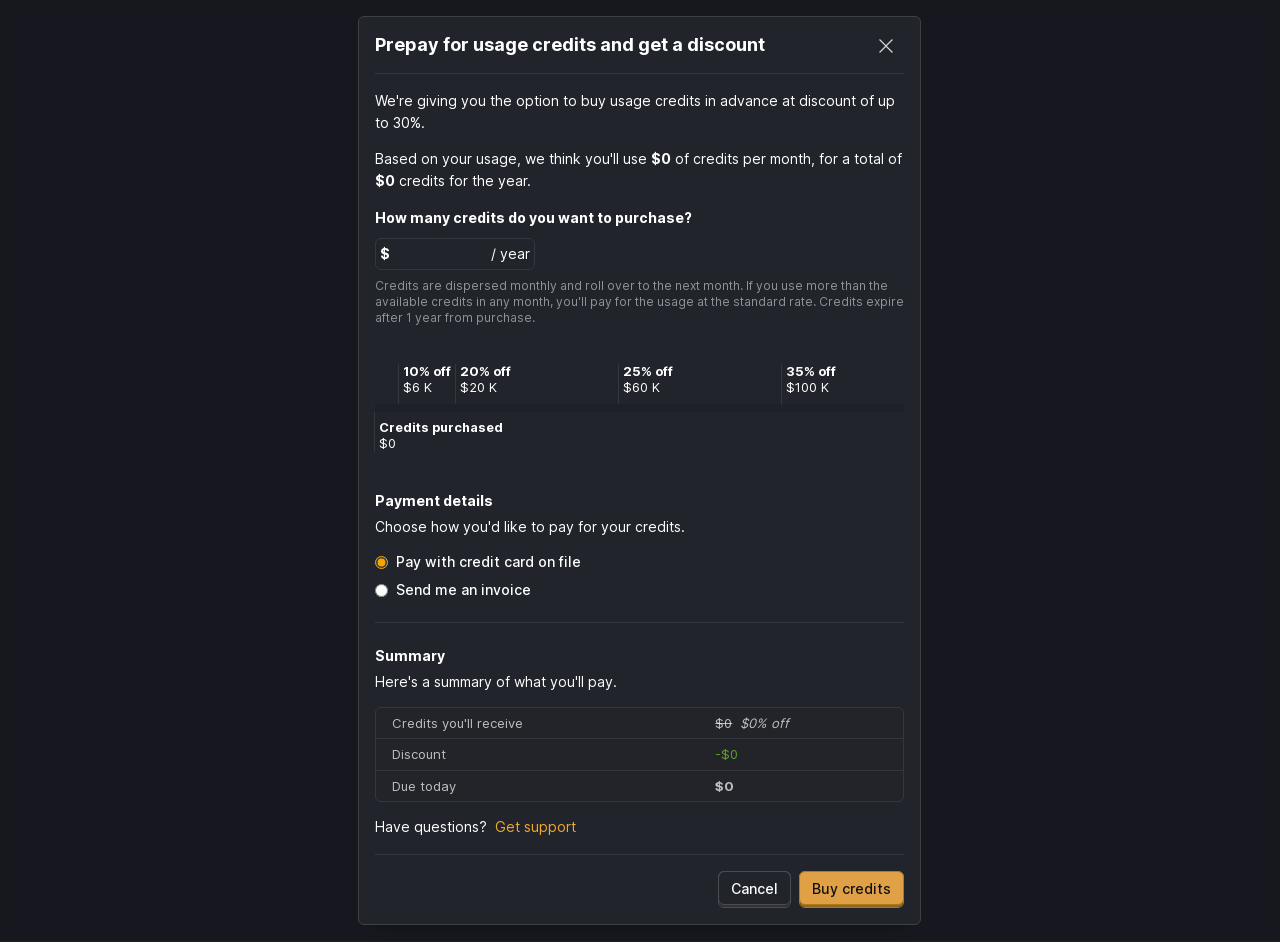 Prepay for usage credits and get a discount
We're giving you the option to buy usage credits in advance at discount of up
to 30%.
Based on your usage, we think you'll use $0 of credits per month, for a total of
$0 credits for the year.
How many credits do you want to purchase?
$ / year
Credits are dispersed monthly and roll over to the next month. If you use more than the
available credits in any month, you'll pay for the usage at the standard rate. Credits expire
after 1 year from purchase.
10% off 20% off 25% off 35% off
$6 K $20 K $60 K $100 K
Credits purchased
$0
Payment details
Choose how you'd like to pay for your credits.
Pay with credit card on file
Send me an invoice
Summary
Here's a summary of what you'll pay.
Credits you'll receive $0 $0% off
Discount -$0
Due today $0
Have questions? Get support
Cancel Buy credits